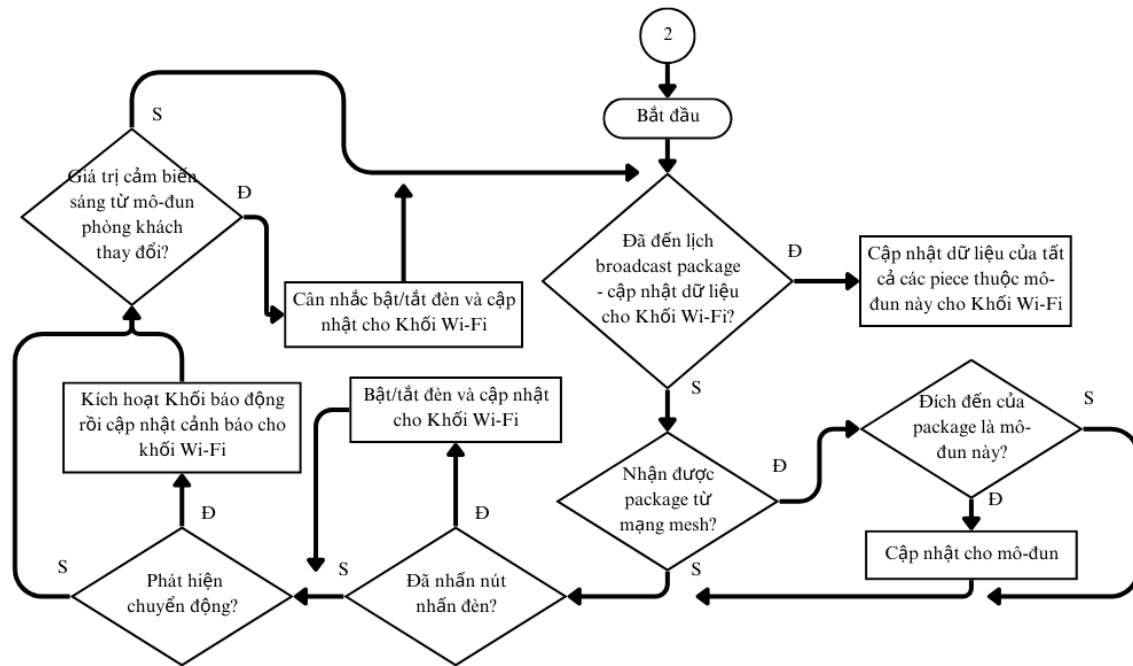 2
Bắt đầu
Đã đến lịch
broadcast package
- cập nhật dữ liệu
cho Khối Wi-Fi?
Đ
Cập nhật dữ liệu của tất
cả các piece thuộc mô-
đun này cho Khối Wi-Fi
S
Nhận được
package từ
mạng mesh?
Đ
Đích đến của
package là mô-
đun này?
S
Đ
Cập nhật cho mô-đun
S
Đã nhấn nút
nhấn đèn?
Đ
Bật/tắt đèn và cập nhật
cho Khối Wi-Fi
S
Phát hiện
chuyển động?
Đ
Kích hoạt Khối báo động
rồi cập nhật cảnh báo cho
khối Wi-Fi
S
Giá trị cảm biến
sáng từ mô-đun
phòng khách
thay đổi?
Đ
Cân nhắc bật/tắt đèn và cập
nhật cho Khối Wi-Fi
S